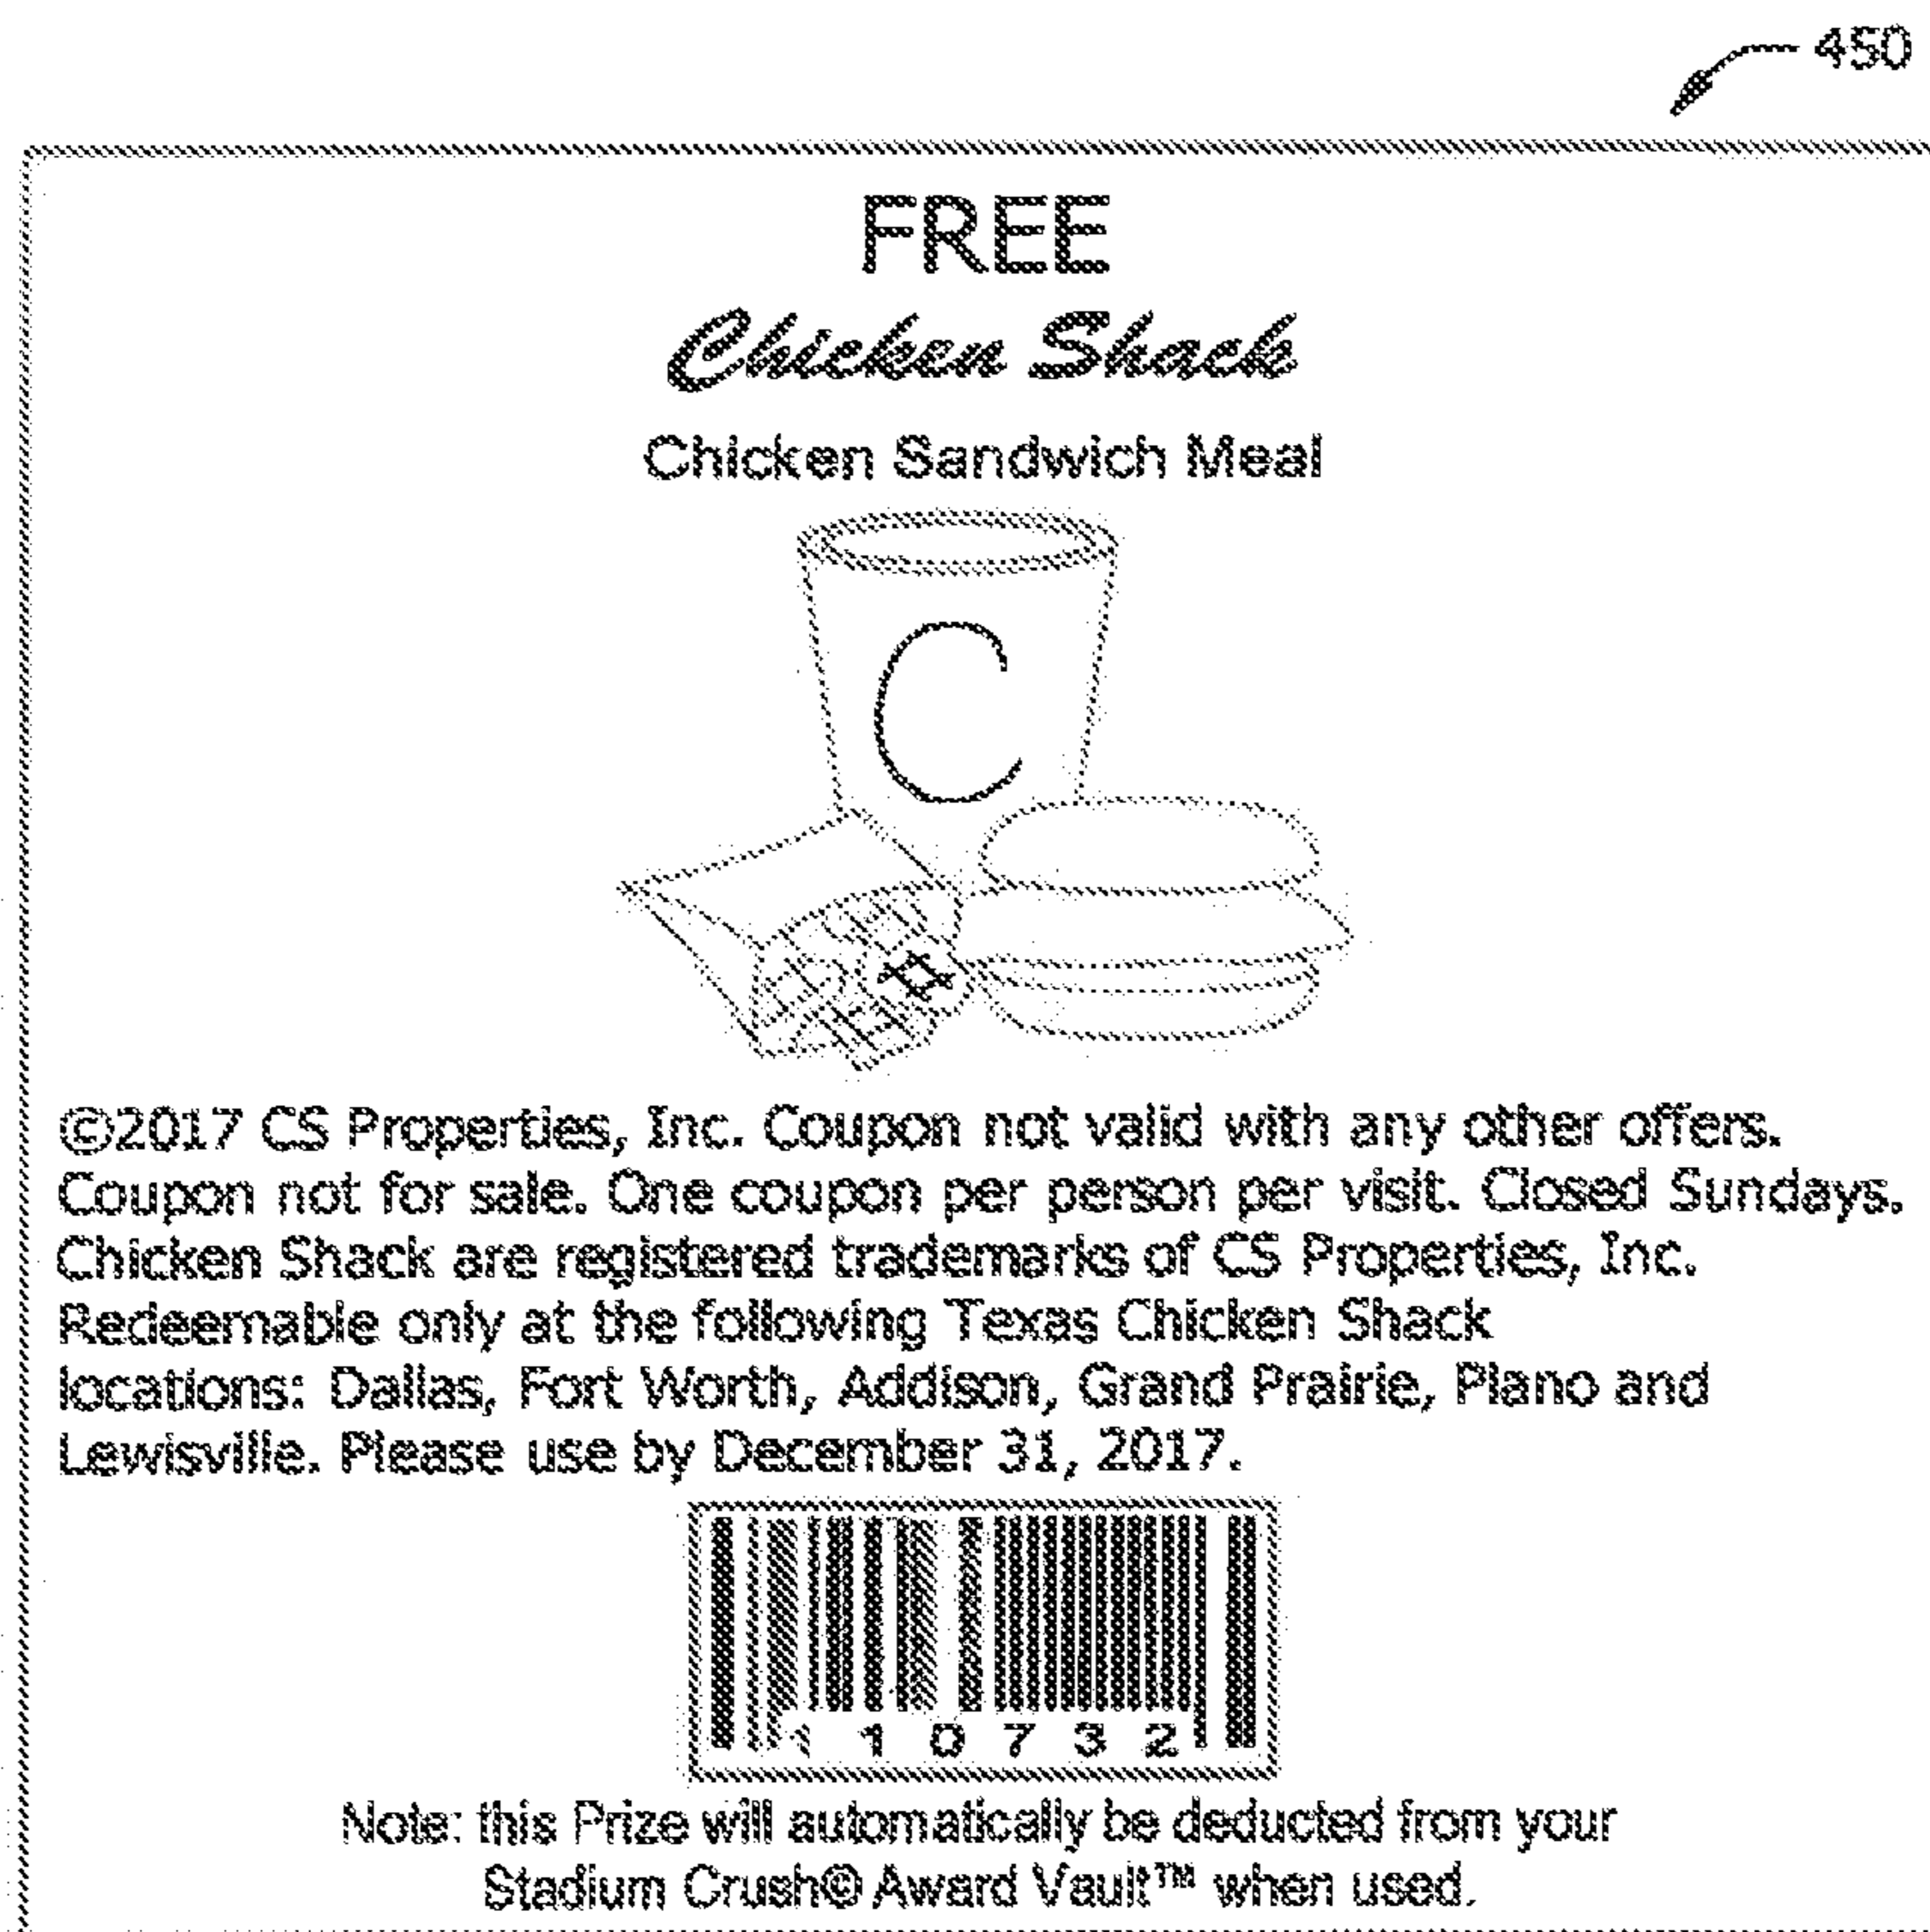 450
FREE
Chicken Shack
Chicken Sandwich Meal
C
©2017 CS Properties, Inc. Coupon not valid with any other offers.
Coupon not for sale. One coupon per person per visit. Closed Sundays.
Chicken Shack are registered trademarks of CS Properties, Inc.
Redeemable only at the following Texas Chicken Shack
locations: Dallas, Fort Worth, Addison, Grand Prairie, Plano and
Lewisville. Please use by December 31, 2017.
1 1 0 7 3 2
Note: this Prize will automatically be deducted from your
Stadium Crush© Award Vault™ when used.